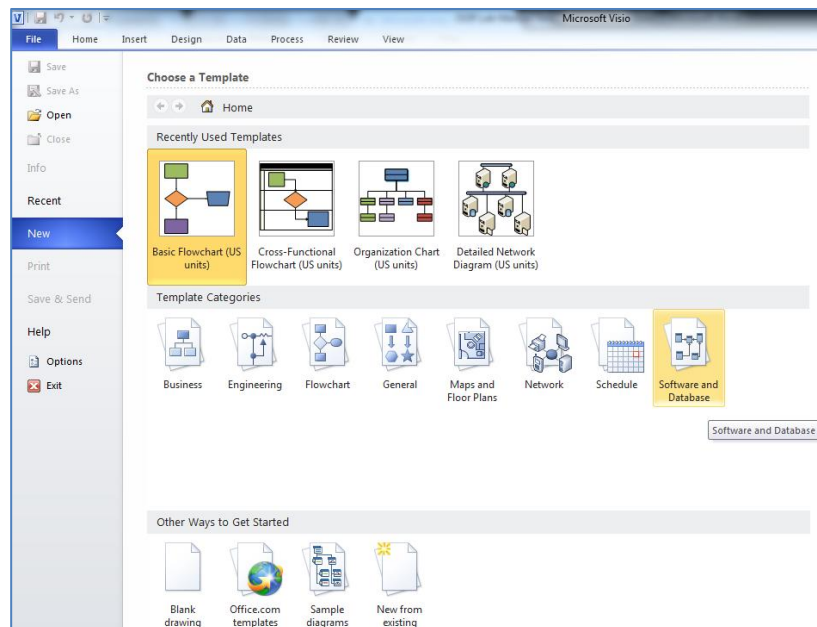 Microsoft Visio
File Home Insert Design Data Process Review View
Save
Save As
Open
Close
Info
Recent
New
Print
Save & Send
Help
Options
Exit
Choose a Template
Home
Recently Used Templates
Basic Flowchart (US units)
Cross-Functional Flowchart (US units)
Organization Chart (US units)
Detailed Network Diagram (US units)
Template Categories
Business
Engineering
Flowchart
General
Maps and Floor Plans
Network
Schedule
Software and Database
Software and Database
Other Ways to Get Started
Blank drawing
Office.com templates
Sample diagrams
New from existing